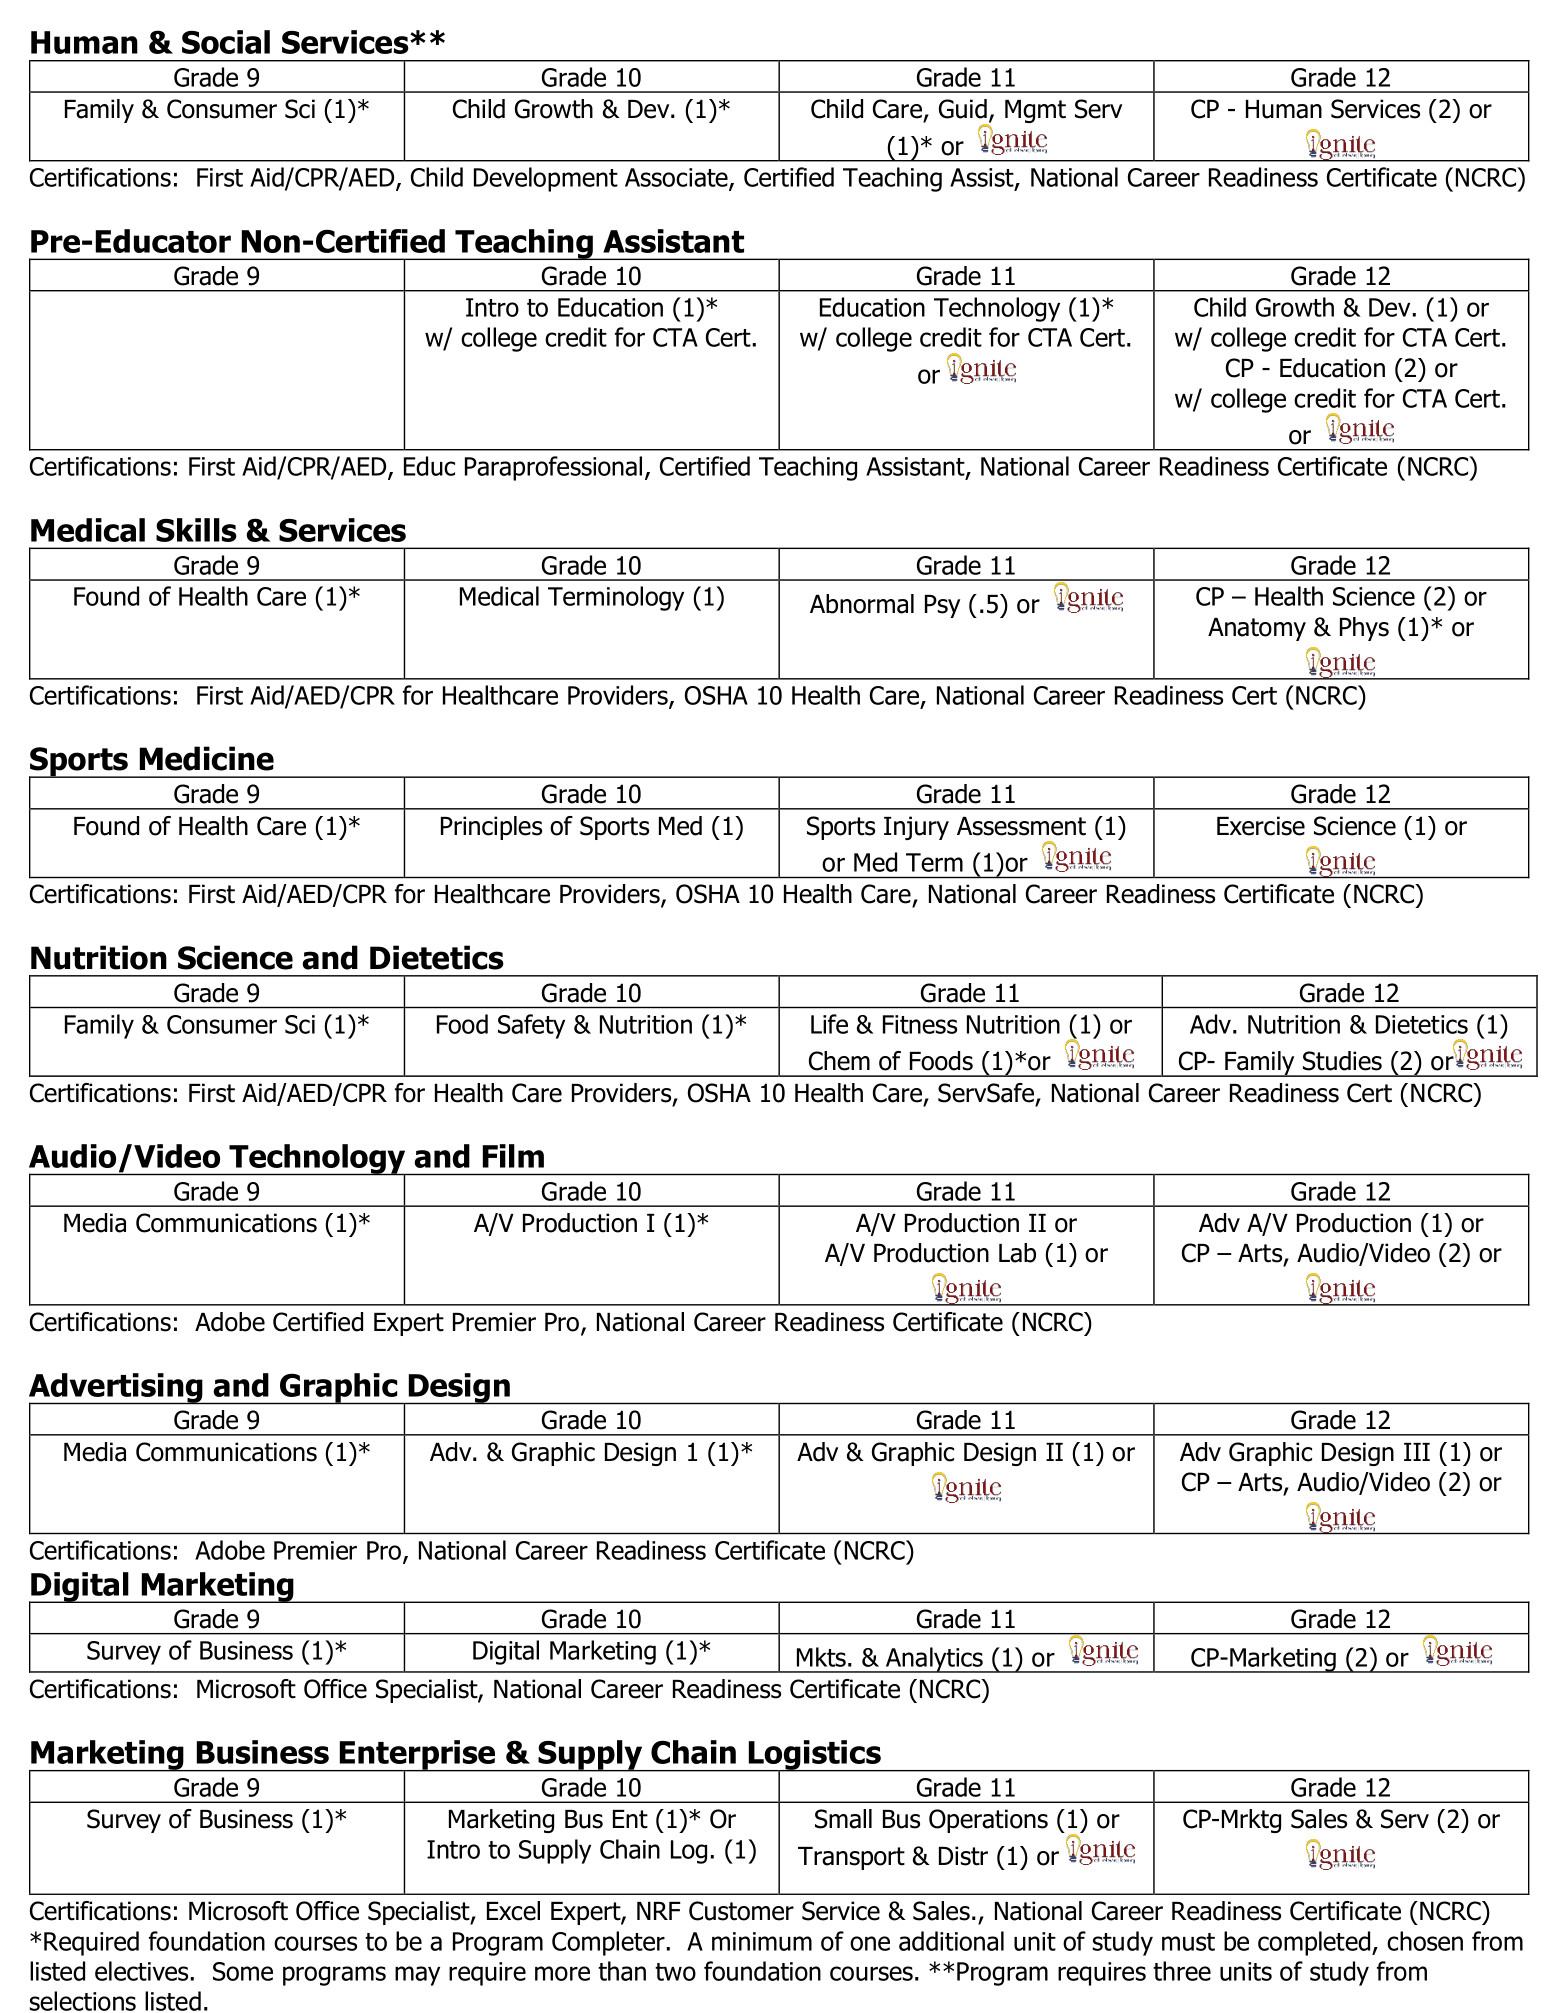 Human & Social Services**
Grade 9 Grade 10 Grade 11 Grade 12
Family & Consumer Sci (1)* Child Growth & Dev. (1)* Child Care, Guid, Mgmt Serv CP - Human Services (2) or
(1)* or ignite ignite
Certifications: First Aid/CPR/AED, Child Development Associate, Certified Teaching Assist, National Career Readiness Certificate (NCRC)
Pre-Educator Non-Certified Teaching Assistant
Grade 9 Grade 10 Grade 11 Grade 12
Intro to Education (1)* Education Technology (1)* Child Growth & Dev. (1) or
w/ college credit for CTA Cert. w/ college credit for CTA Cert. w/ college credit for CTA Cert.
or ignite CP - Education (2) or
w/ college credit for CTA Cert.
or ignite
Certifications: First Aid/CPR/AED, Educ Paraprofessional, Certified Teaching Assistant, National Career Readiness Certificate (NCRC)
Medical Skills & Services
Grade 9 Grade 10 Grade 11 Grade 12
Found of Health Care (1)* Medical Terminology (1) Abnormal Psy (.5) or ignite CP – Health Science (2) or
Anatomy & Phys (1)* or
ignite
Certifications: First Aid/AED/CPR for Healthcare Providers, OSHA 10 Health Care, National Career Readiness Cert (NCRC)
Sports Medicine
Grade 9 Grade 10 Grade 11 Grade 12
Found of Health Care (1)* Principles of Sports Med (1) Sports Injury Assessment (1) Exercise Science (1) or
or Med Term (1)or ignite ignite
Certifications: First Aid/AED/CPR for Healthcare Providers, OSHA 10 Health Care, National Career Readiness Certificate (NCRC)
Nutrition Science and Dietetics
Grade 9 Grade 10 Grade 11 Grade 12
Family & Consumer Sci (1)* Food Safety & Nutrition (1)* Life & Fitness Nutrition (1) or Adv. Nutrition & Dietetics (1)
Chem of Foods (1)*or ignite CP- Family Studies (2) or ignite
Certifications: First Aid/AED/CPR for Health Care Providers, OSHA 10 Health Care, ServSafe, National Career Readiness Cert (NCRC)
Audio/Video Technology and Film
Grade 9 Grade 10 Grade 11 Grade 12
Media Communications (1)* A/V Production I (1)* A/V Production II or Adv A/V Production (1) or
A/V Production Lab (1) or CP – Arts, Audio/Video (2) or
ignite ignite
Certifications: Adobe Certified Expert Premier Pro, National Career Readiness Certificate (NCRC)
Advertising and Graphic Design
Grade 9 Grade 10 Grade 11 Grade 12
Media Communications (1)* Adv. & Graphic Design 1 (1)* Adv & Graphic Design II (1) or Adv Graphic Design III (1) or
ignite CP – Arts, Audio/Video (2) or
ignite
Certifications: Adobe Premier Pro, National Career Readiness Certificate (NCRC)
Digital Marketing
Grade 9 Grade 10 Grade 11 Grade 12
Survey of Business (1)* Digital Marketing (1)* Mkts. & Analytics (1) or ignite CP-Marketing (2) or ignite
Certifications: Microsoft Office Specialist, National Career Readiness Certificate (NCRC)
Marketing Business Enterprise & Supply Chain Logistics
Grade 9 Grade 10 Grade 11 Grade 12
Survey of Business (1)* Marketing Bus Ent (1)* Or Small Bus Operations (1) or CP-Mrktg Sales & Serv (2) or
Intro to Supply Chain Log. (1) Transport & Distr (1) or ignite ignite
Certifications: Microsoft Office Specialist, Excel Expert, NRF Customer Service & Sales., National Career Readiness Certificate (NCRC)
*Required foundation courses to be a Program Completer. A minimum of one additional unit of study must be completed, chosen from
listed electives. Some programs may require more than two foundation courses. **Program requires three units of study from
selections listed.